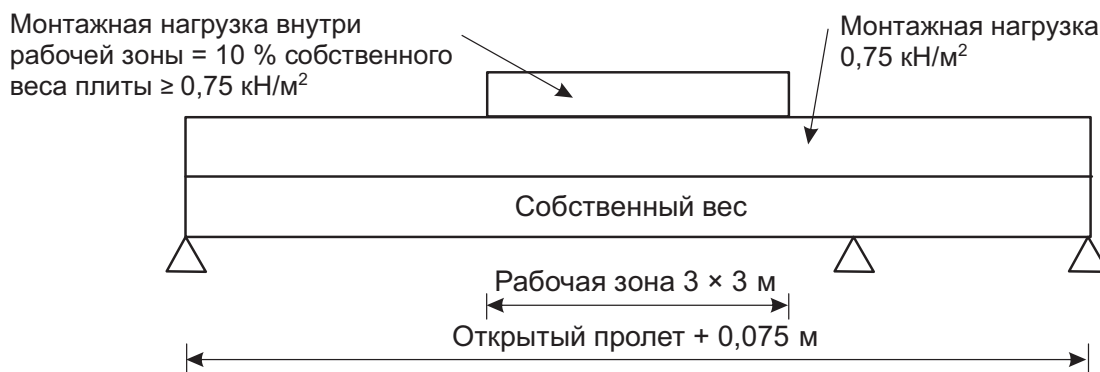 Монтажная нагрузка внутри
рабочей зоны = 10 % собственного
веса плиты ≥ 0,75 кН/м²
Монтажная нагрузка
0,75 кН/м²
Собственный вес
Рабочая зона 3 × 3 м
Открытый пролет + 0,075 м